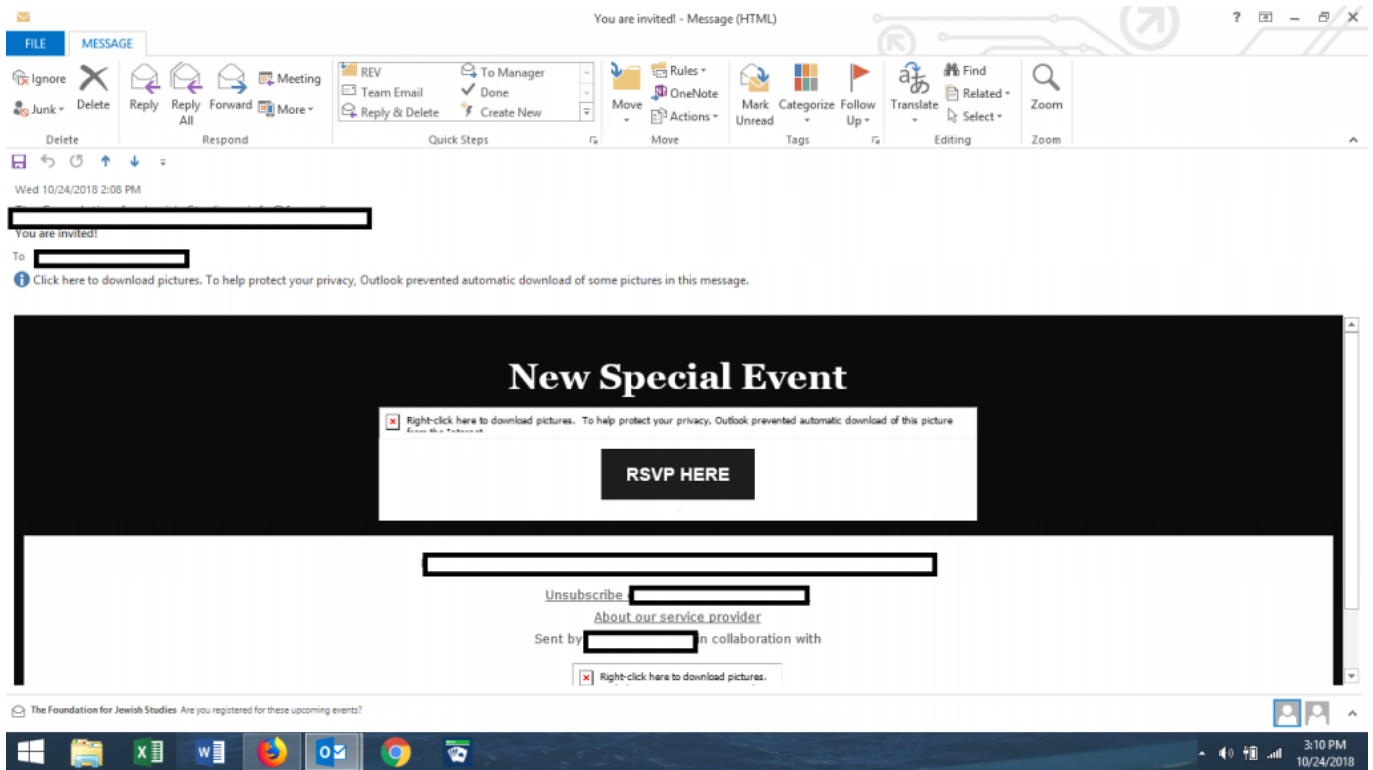 You are invited! - Message (HTML)
FILE MESSAGE
Ignore
Junk
Delete
Reply
Reply All
Forward
Meeting
More
REV
Team Email
Reply & Delete
To Manager
Done
Create New
Move
Rules
OneNote
Actions
Mark Unread
Categorize
Follow Up
Translate
Find
Related
Select
Zoom
Delete Respond Quick Steps Move Tags Editing Zoom
Wed 10/24/2018 2:08 PM
You are invited!
To
Click here to download pictures. To help protect your privacy, Outlook prevented automatic download of some pictures in this message.
New Special Event
Right-click here to download pictures. To help protect your privacy, Outlook prevented automatic download of this picture
from the Internet
RSVP HERE
Unsubscribe
About our service provider
Sent by in collaboration with
Right-click here to download pictures.
The Foundation for Jewish Studies Are you registered for these upcoming events?
3:10 PM
10/24/2018